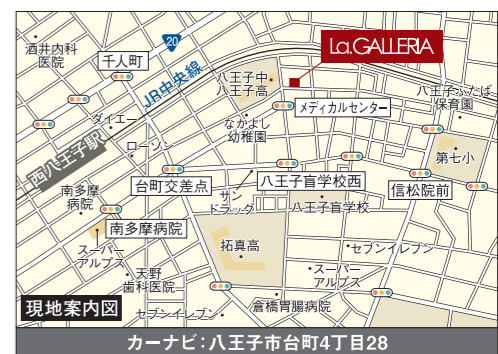 酒井内科
医院
千人町
20
La.GALLERIA
JR中央線
八王子中
八王子高
メディカルセンター
八王子ふたば
保育園
ダイエー
なかよし
幼稚園
西八王子駅
ローソン
第七小
南多摩
病院
台町交差点
サン
ドラッグ
八王子盲学校西
八王子盲学校
信松院前
南多摩病院
スーパー
アルプス
拓真高
セブンイレブン
天野
歯科医院
スーパー
アルプス
現地案内図
セブンイレブン
倉橋胃腸病院
カーナビ:八王子市台町4丁目28